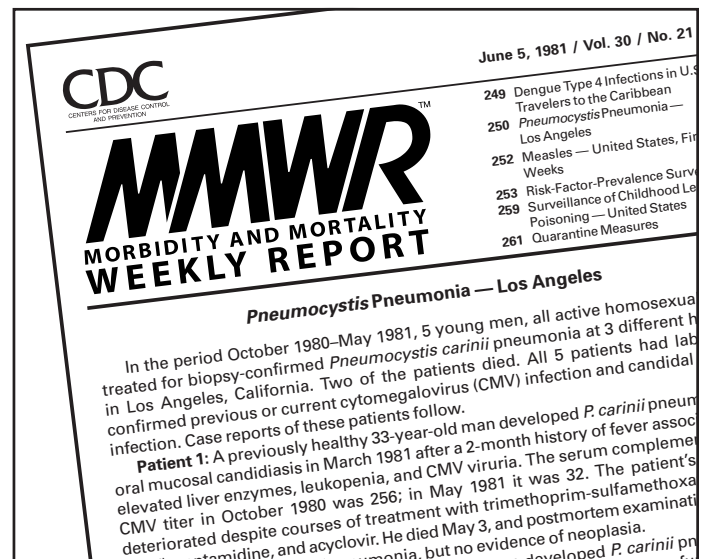 June 5, 1981 / Vol. 30 / No. 21
CDC
CENTERS FOR DISEASE CONTROL
AND PREVENTION
™
MMWR
MORBIDITY AND MORTALITY
WEEKLY REPORT
249 Dengue Type 4 Infections in U.S
Travelers to the Caribbean
250 Pneumocystis Pneumonia —
Los Angeles
252 Measles — United States, Fir
Weeks
253 Risk-Factor-Prevalence Surv
259 Surveillance of Childhood Le
Poisoning — United States
261 Quarantine Measures
Pneumocystis Pneumonia — Los Angeles
In the period October 1980–May 1981, 5 young men, all active homosexua
treated for biopsy-confirmed Pneumocystis carinii pneumonia at 3 different h
in Los Angeles, California. Two of the patients died. All 5 patients had lab
confirmed previous or current cytomegalovirus (CMV) infection and candidal
infection. Case reports of these patients follow.
Patient 1: A previously healthy 33-year-old man developed P. carinii pneum
oral mucosal candidiasis in March 1981 after a 2-month history of fever assoc
elevated liver enzymes, leukopenia, and CMV viruria. The serum complemen
CMV titer in October 1980 was 256; in May 1981 it was 32. The patient's
deteriorated despite courses of treatment with trimethoprim-sulfamethoxa
ntamidine, and acyclovir. He died May 3, and postmortem examinati
monia, but no evidence of neoplasia.
developed P. carinii pn